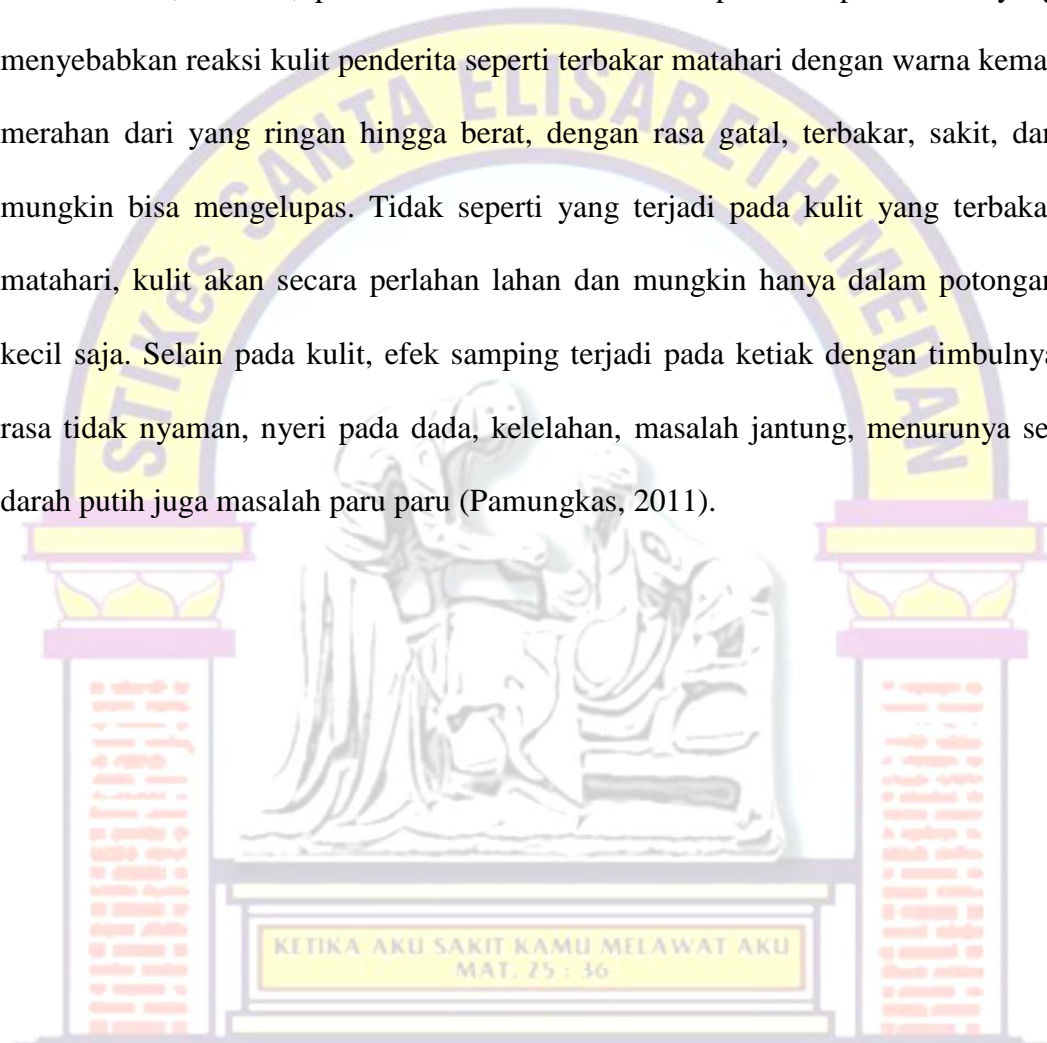 menyebabkan reaksi kulit penderita seperti terbakar matahari dengan warna kema
merahan dari yang ringan hingga berat, dengan rasa gatal, terbakar, sakit, dan
mungkin bisa mengelupas. Tidak seperti yang terjadi pada kulit yang terbaka
matahari, kulit akan secara perlahan lahan dan mungkin hanya dalam potongan
kecil saja. Selain pada kulit, efek samping terjadi pada ketiak dengan timbulnya
rasa tidak nyaman, nyeri pada dada, kelelahan, masalah jantung, menurunya se
darah putih juga masalah paru paru (Pamungkas, 2011).
STIKes SANTA ELISABETH MEDAN
KETIKA AKU SAKIT KAMU MELAWAT AKU
MAT. 25 : 36